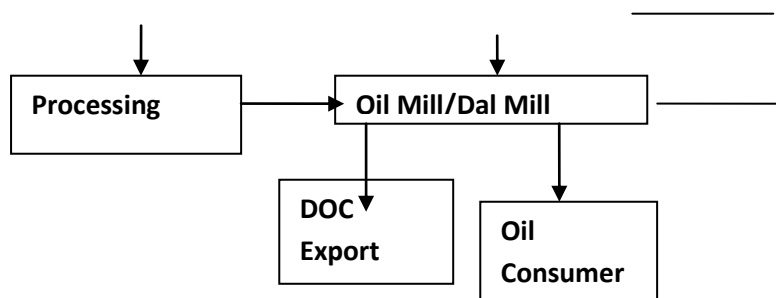 Processing
Oil Mill/Dal Mill
DOC
Export
Oil
Consumer